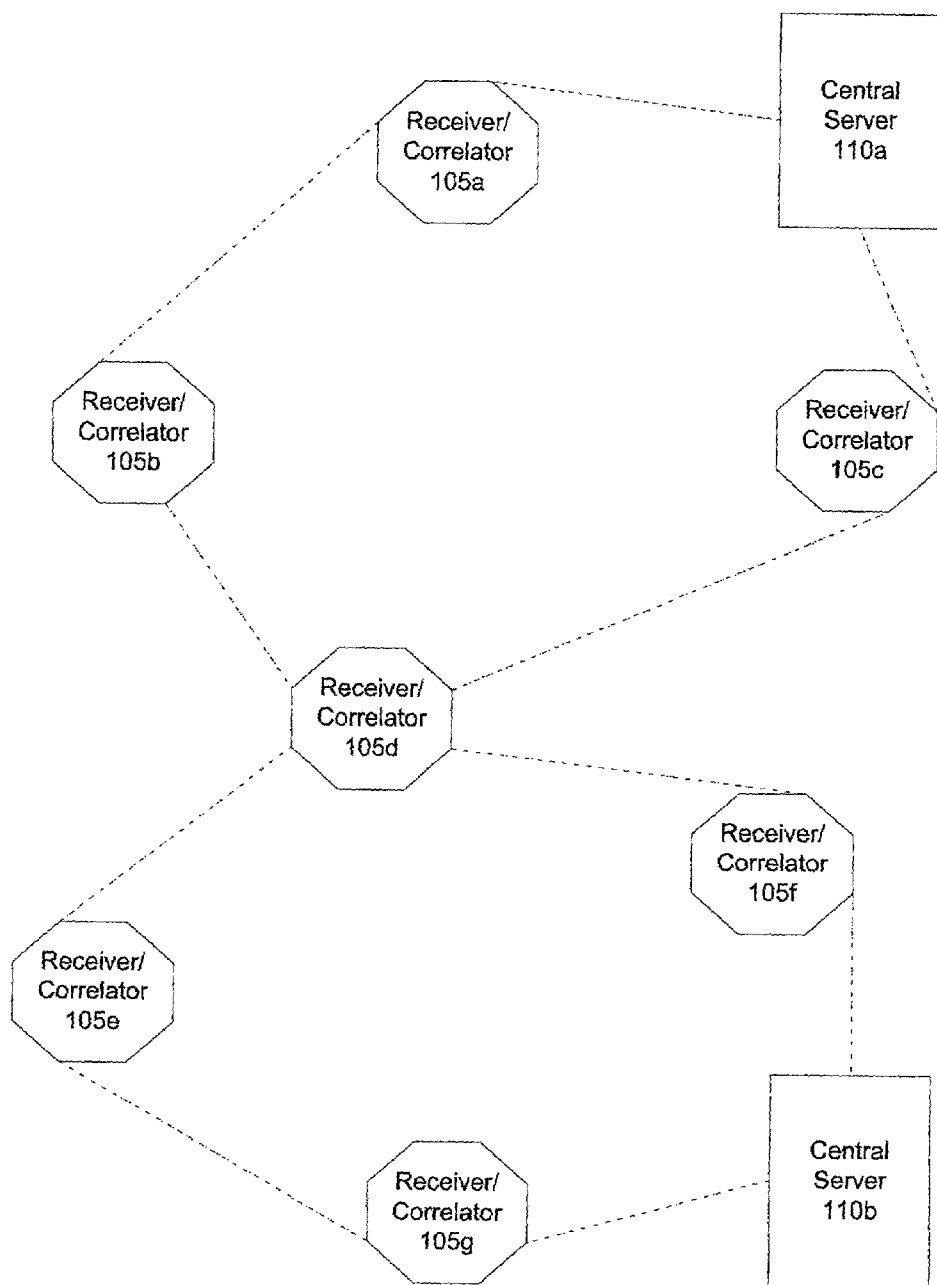 Central
Server
110a
Receiver/
Correlator
105a
Receiver/
Correlator
105b
Receiver/
Correlator
105c
Receiver/
Correlator
105d
Receiver/
Correlator
105f
Receiver/
Correlator
105e
Central
Server
110b
Receiver/
Correlator
105g